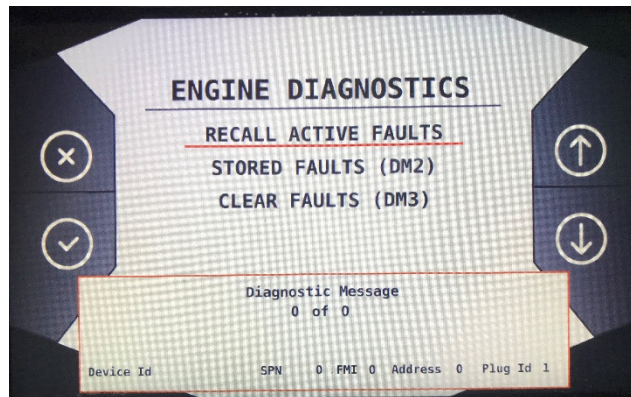 ENGINE DIAGNOSTICS
RECALL ACTIVE FAULTS
STORED FAULTS (DM2)
CLEAR FAULTS (DM3)
Diagnostic Message
0 of 0
Device Id SPN 0 FMI 0 Address 0 Plug Id 1